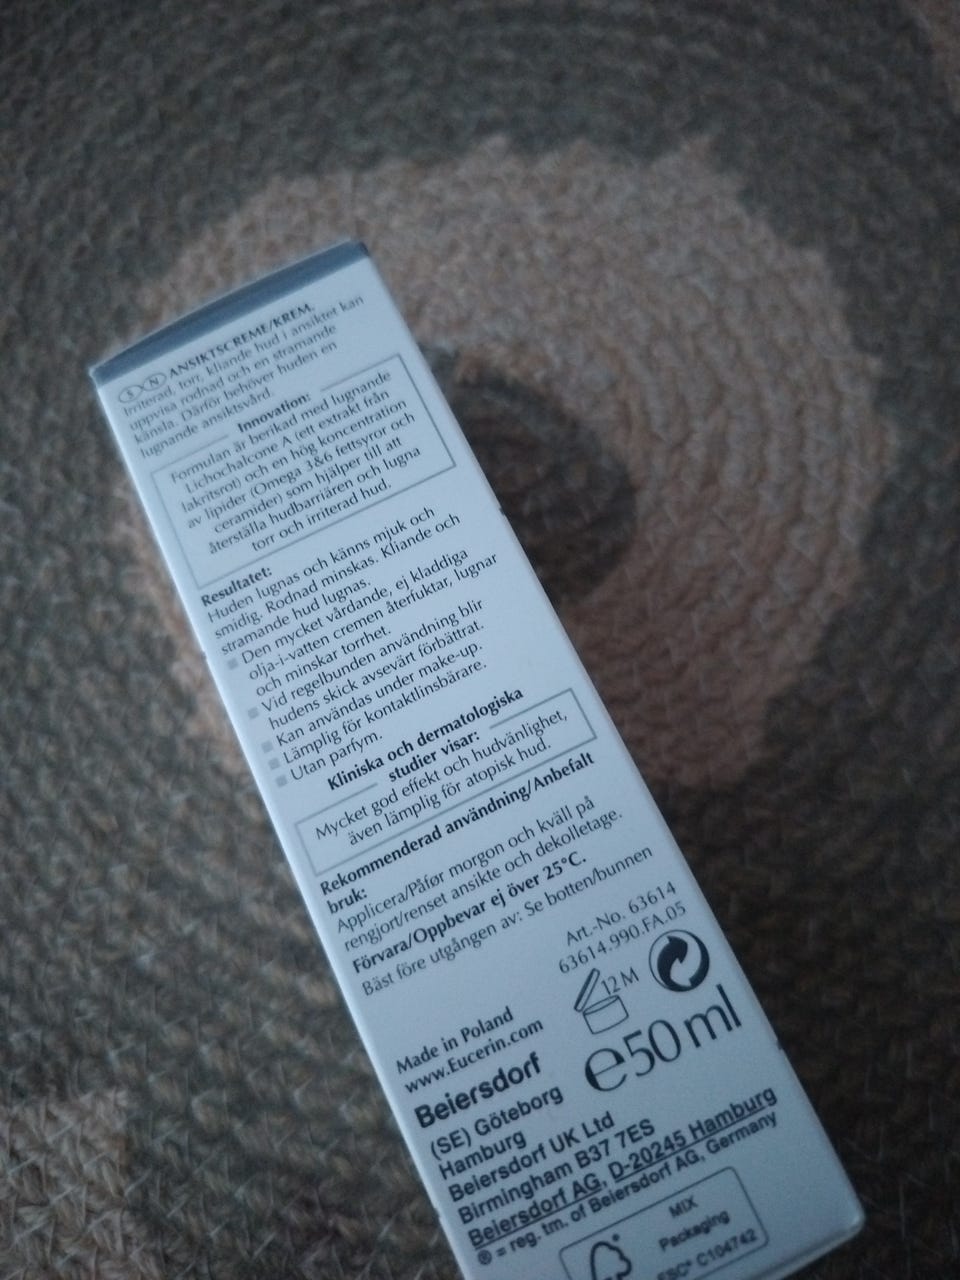 S N ANSIKTSCREME/KREM.
Irriterad, torr, kliande hud i ansiktet kan
uppvisa rodnad och en stramande
känsla. Därför behöver huden en
lugnande ansiktsvård.
Innovation:
Formulan är berikad med lugnande
Lichochalcone A (ett extrakt från
lakritsrot) och en hög koncentration
av lipider (Omega 3&6 fettsyror och
ceramider) som hjälper till att
återställa hudbarriären och lugna
torr och irriterad hud.
Resultatet:
Huden lugnas och känns mjuk och
smidig. Rodnad minskas. Kliande och
stramande hud lugnas.
Den mycket vårdande, ej kladdiga
olja-i-vatten cremen återfuktar, lugnar
och minskar torrhet.
Vid regelbunden användning blir
hudens skick avsevärt förbättrat.
Kan användas under make-up.
Lämplig för kontaktlinsbärare.
Utan parfym.
Kliniska och dermatologiska
studier visar:
Mycket god effekt och hudvänlighet,
även lämplig för atopisk hud.
Rekommenderad användning/Anbefalt
bruk:
Applicera/Påfør morgon och kväll på
rengjort/renset ansikte och dekolletage.
Förvara/Oppbevar ej över 25°C.
Bäst före utgången av: Se botten/bunnen
Art.-No. 63614
63614.990.FA.05
12 M
Made in Poland
www.Eucerin.com
e50 ml
Beiersdorf
(SE) Göteborg
Hamburg
Beiersdorf UK Ltd
Birmingham B37 7ES
Beiersdorf AG, D-20245 Hamburg
® = reg. tm. of Beiersdorf AG, Germany
MIX
Packaging
FSC® C104742